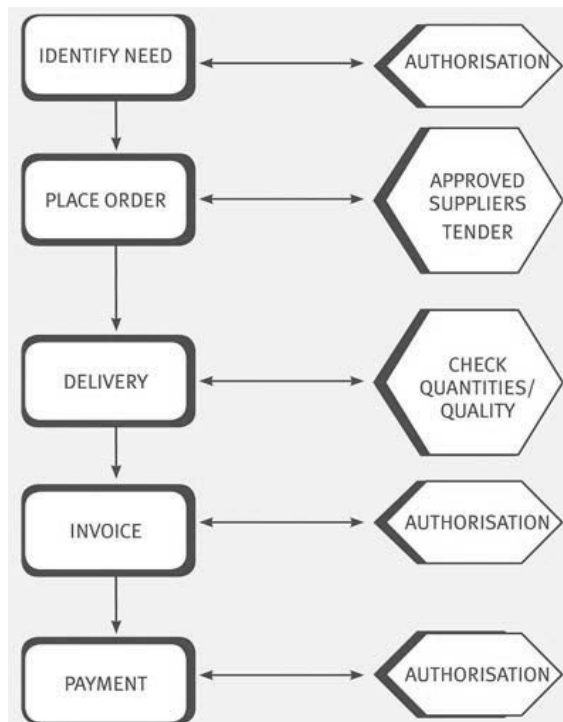 IDENTIFY NEED
AUTHORISATION
PLACE ORDER
APPROVED
SUPPLIERS
TENDER
DELIVERY
CHECK
QUANTITIES/
QUALITY
INVOICE
AUTHORISATION
PAYMENT
AUTHORISATION